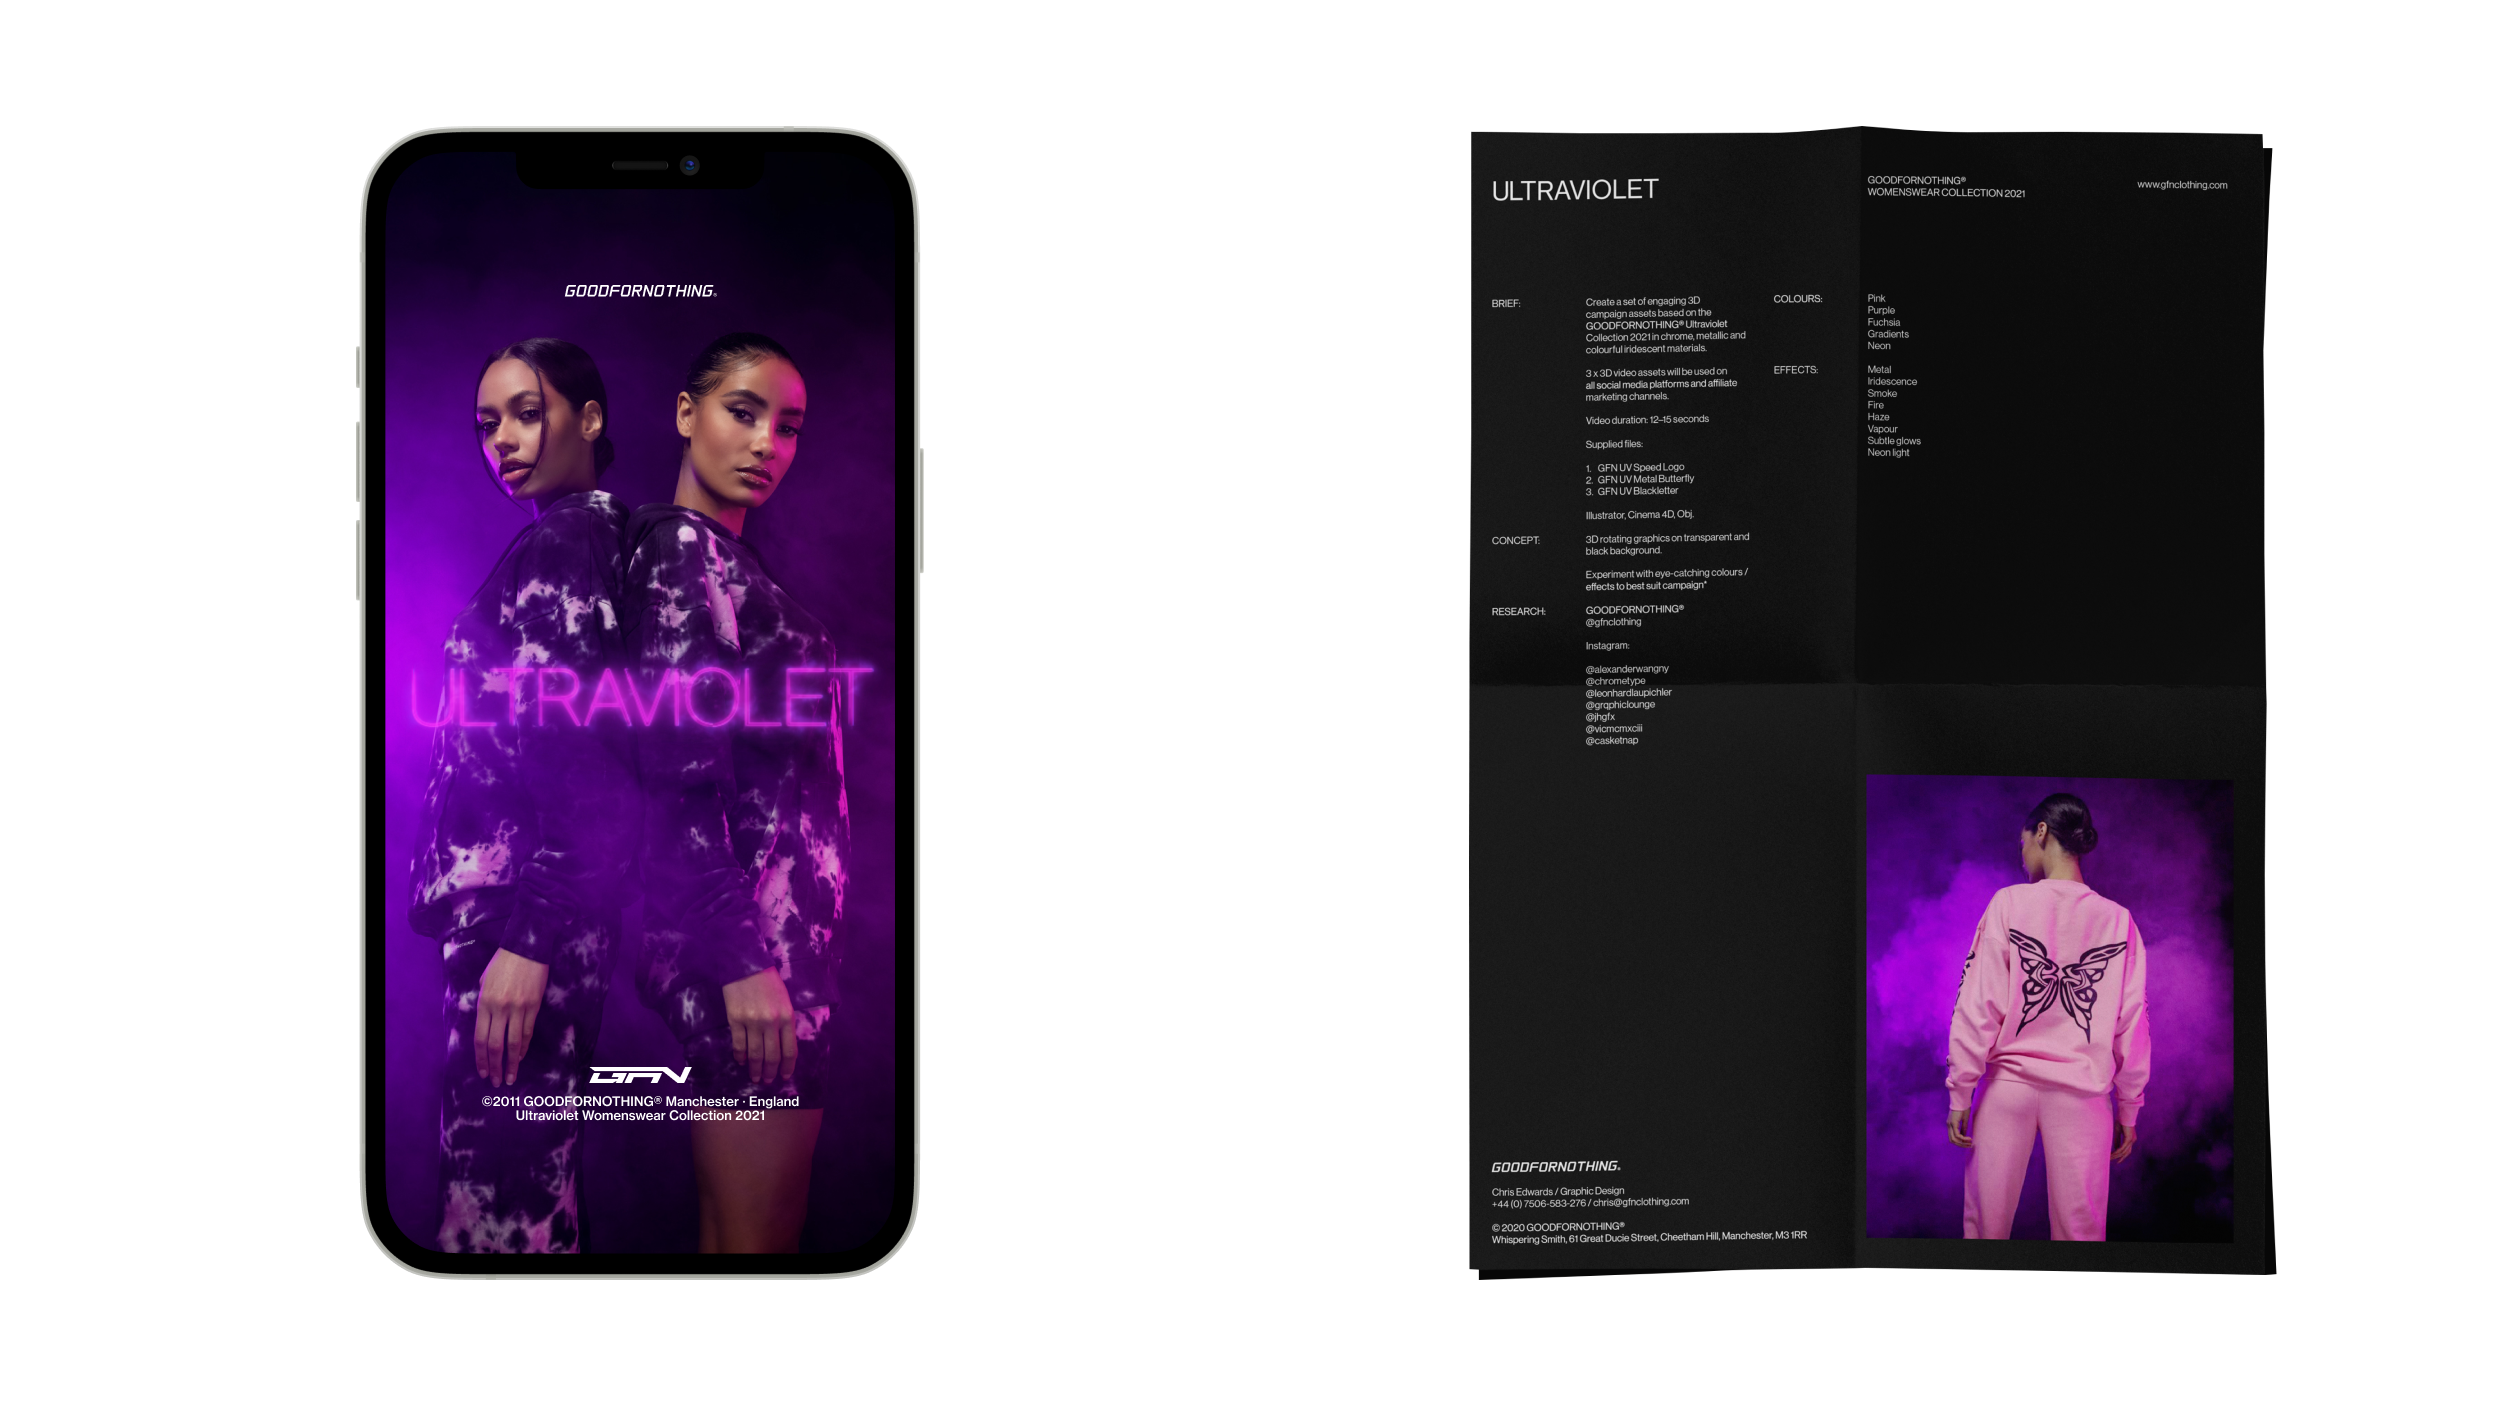 GOODFORNOTHING®
ULTRAVIOLET
GFN
©2011 GOODFORNOTHING® Manchester · England
Ultraviolet Womenswear Collection 2021
ULTRAVIOLET
GOODFORNOTHING®
WOMENSWEAR COLLECTION 2021
www.gfnclothing.com
BRIEF:
Create a set of engaging 3D
campaign assets based on the
GOODFORNOTHING® Ultraviolet
Collection 2021 in chrome, metallic and
colourful iridescent materials.
3 x 3D video assets will be used on
all social media platforms and affiliate
marketing channels.
Video duration: 12–15 seconds
Supplied files:
1. GFN UV Speed Logo
2. GFN UV Metal Butterfly
3. GFN UV Blackletter
Illustrator, Cinema 4D, Obj.
CONCEPT:
3D rotating graphics on transparent and
black background.
Experiment with eye-catching colours /
effects to best suit campaign*
RESEARCH:
GOODFORNOTHING®
@gfnclothing
Instagram:
@alexanderwangny
@chrometype
@leonhardlaupichler
@grqphiclounge
@jhgfx
@vicmcmxciii
@casketnap
COLOURS:
Pink
Purple
Fuchsia
Gradients
Neon
EFFECTS:
Metal
Iridescence
Smoke
Fire
Haze
Vapour
Subtle glows
Neon light
GOODFORNOTHING®
Chris Edwards / Graphic Design
+44 (0) 7506-583-276 / chris@gfnclothing.com
© 2020 GOODFORNOTHING®
Whispering Smith, 61 Great Ducie Street, Cheetham Hill, Manchester, M3 1RR